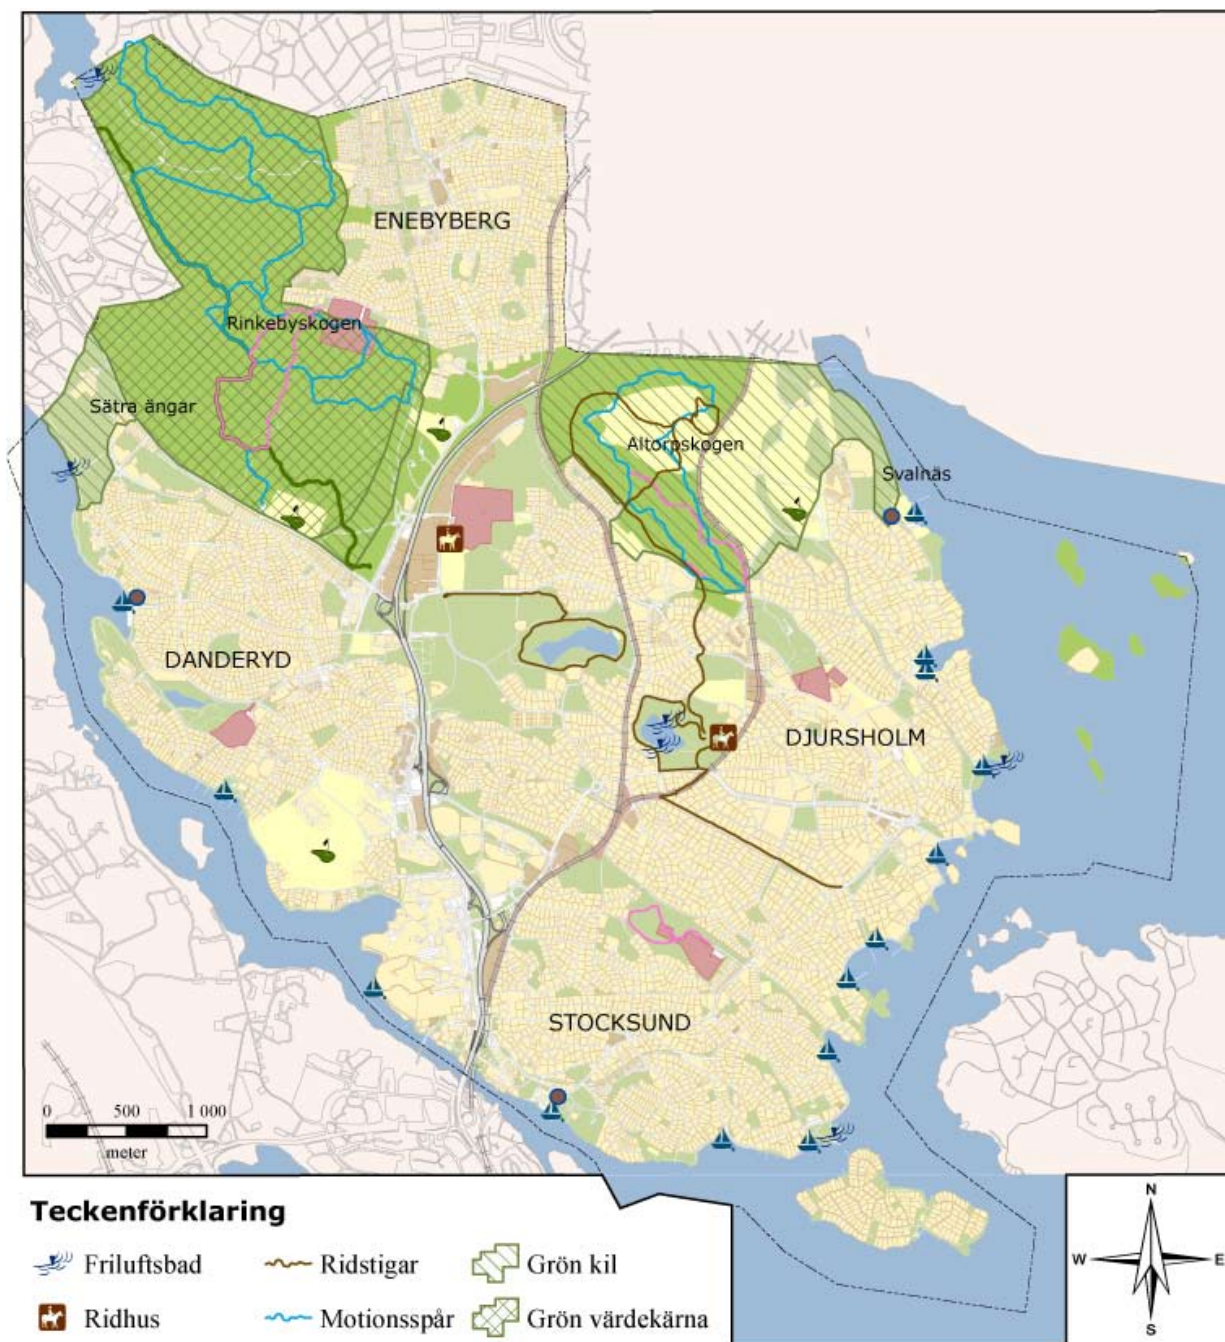 ENEBYBERG
Rinkebyskogen
Sätra ängar
Altorpskogen
Svalnäs
DANDERYD
DJURSHOLM
STOCKSUND
0 500 1 000
meter
Teckenförklaring
Friluftsbad Ridstigar Grön kil
Ridhus Motionsspår Grön värdekärna
N
W E
S